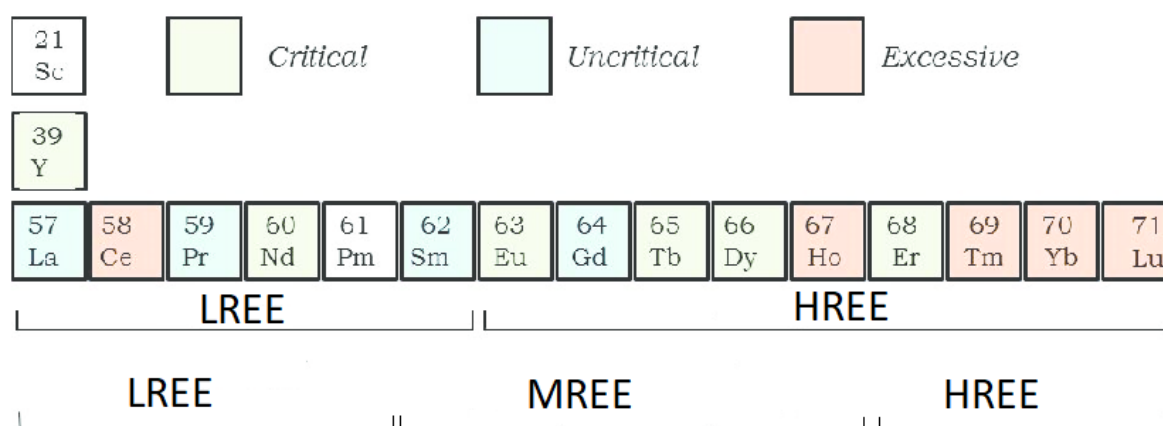 21
Sc
Critical
Uncritical
Excessive
39
Y
57 58 59 60 61 62 63 64 65 66 67 68 69 70 71
La Ce Pr Nd Pm Sm Eu Gd Tb Dy Ho Er Tm Yb Lu
LREE HREE
LREE MREE HREE